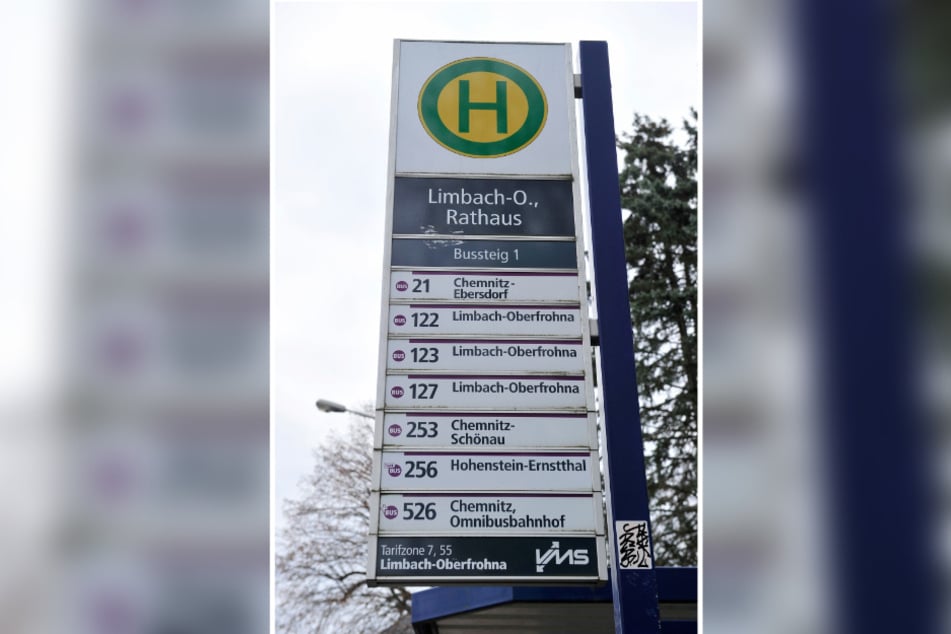 H
Limbach-O.,
Rathaus
Bussteig 1
BUS 21 Chemnitz-
Ebersdorf
BUS 122 Limbach-Oberfrohna
BUS 123 Limbach-Oberfrohna
BUS 127 Limbach-Oberfrohna
BUS 253 Chemnitz-
Schönau
BUS 256 Hohenstein-Ernstthal
BUS 526 Chemnitz,
Omnibusbahnhof
Tarifzone 7, 55
Limbach-Oberfrohna
VMS